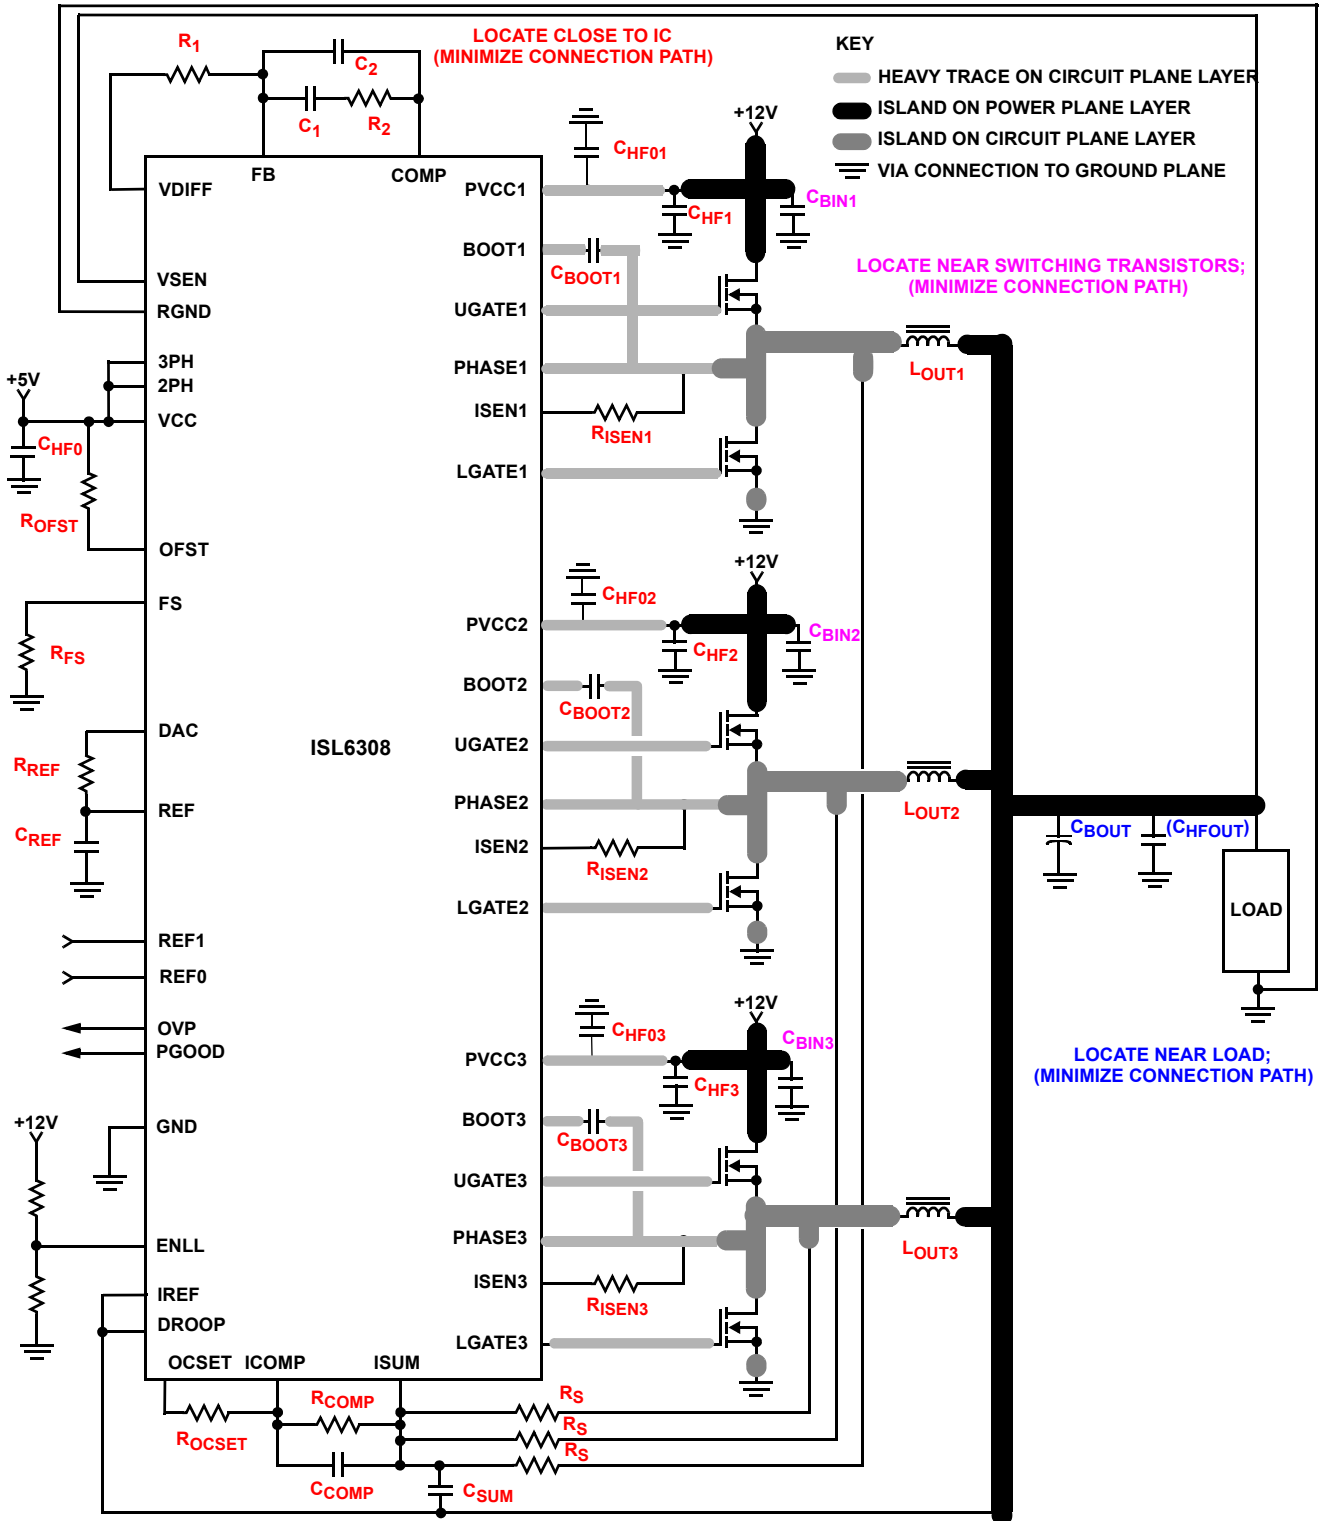 LOCATE CLOSE TO IC
(MINIMIZE CONNECTION PATH)
KEY
HEAVY TRACE ON CIRCUIT PLANE LAYER
ISLAND ON POWER PLANE LAYER
ISLAND ON CIRCUIT PLANE LAYER
VIA CONNECTION TO GROUND PLANE
R1
C2
C1
R2
+12V
CHF01
CHF1
CBIN1
VDIFF
FB
COMP
PVCC1
BOOT1
CBOOT1
LOCATE NEAR SWITCHING TRANSISTORS;
(MINIMIZE CONNECTION PATH)
VSEN
RGND
UGATE1
3PH
2PH
+5V
VCC
PHASE1
LOUT1
ISEN1
RISEN1
CHF0
LGATE1
ROFST
OFST
+12V
CHF02
FS
PVCC2
CHF2
CBIN2
RFS
BOOT2
CBOOT2
DAC
ISL6308
UGATE2
RREF
REF
PHASE2
LOUT2
CREF
ISEN2
RISEN2
CBOUT
(CHFOUT)
LGATE2
LOAD
REF1
REF0
OVP
PGOOD
+12V
CHF03
CBIN3
PVCC3
CHF3
LOCATE NEAR LOAD;
(MINIMIZE CONNECTION PATH)
+12V
GND
BOOT3
CBOOT3
UGATE3
ENLL
PHASE3
LOUT3
IREF
ISEN3
RISEN3
DROOP
LGATE3
OCSET
ICOMP
ISUM
RCOMP
RS
ROCSET
RS
RS
CCOMP
CSUM